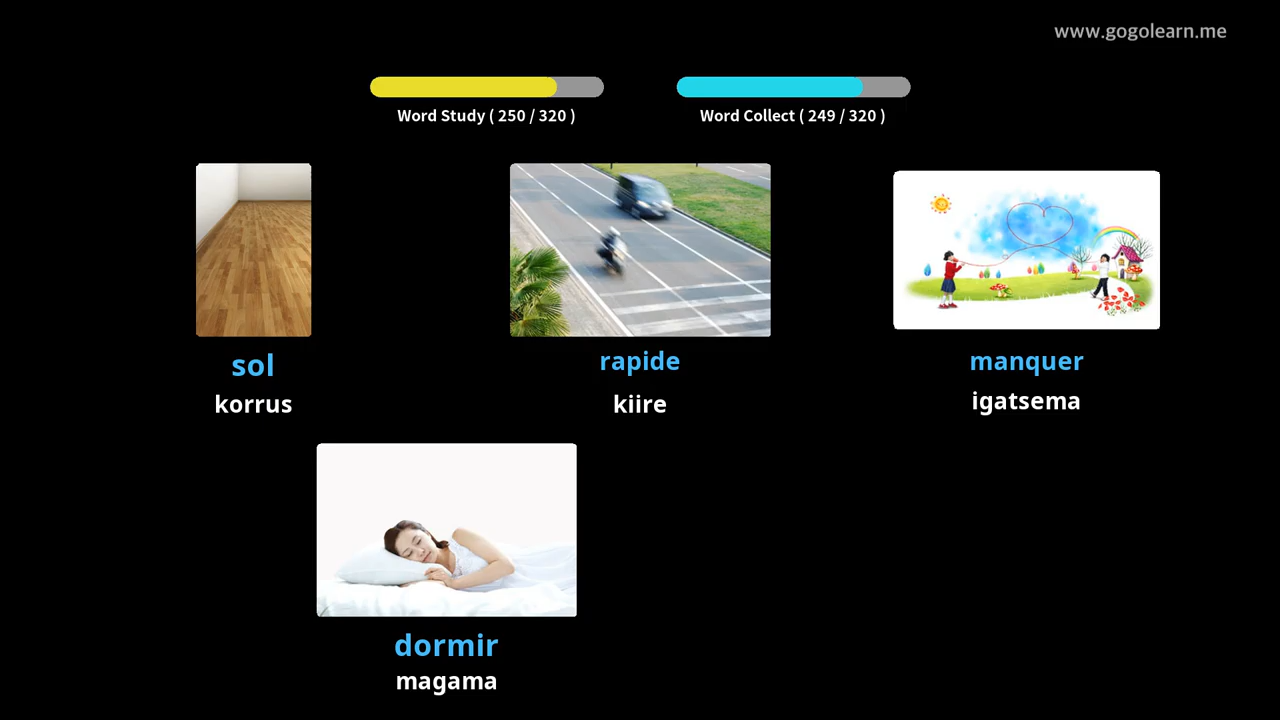 www.gogolearn.me
Word Study ( 250 / 320 )
Word Collect ( 249 / 320 )
sol
korrus
rapide
kiire
manquer
igatsema
dormir
magama